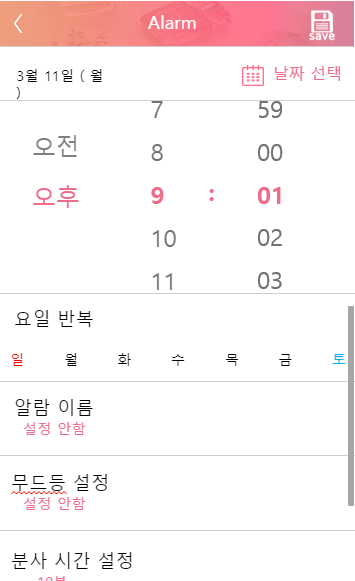 Alarm
save
3월 11일 ( 월
)
날짜 선택
7 59
오전 8 00
오후 9 : 01
10 02
11 03
요일 반복
일 월 화 수 목 금 토
알람 이름
설정 안함
무드등 설정
설정 안함
분사 시간 설정
10분